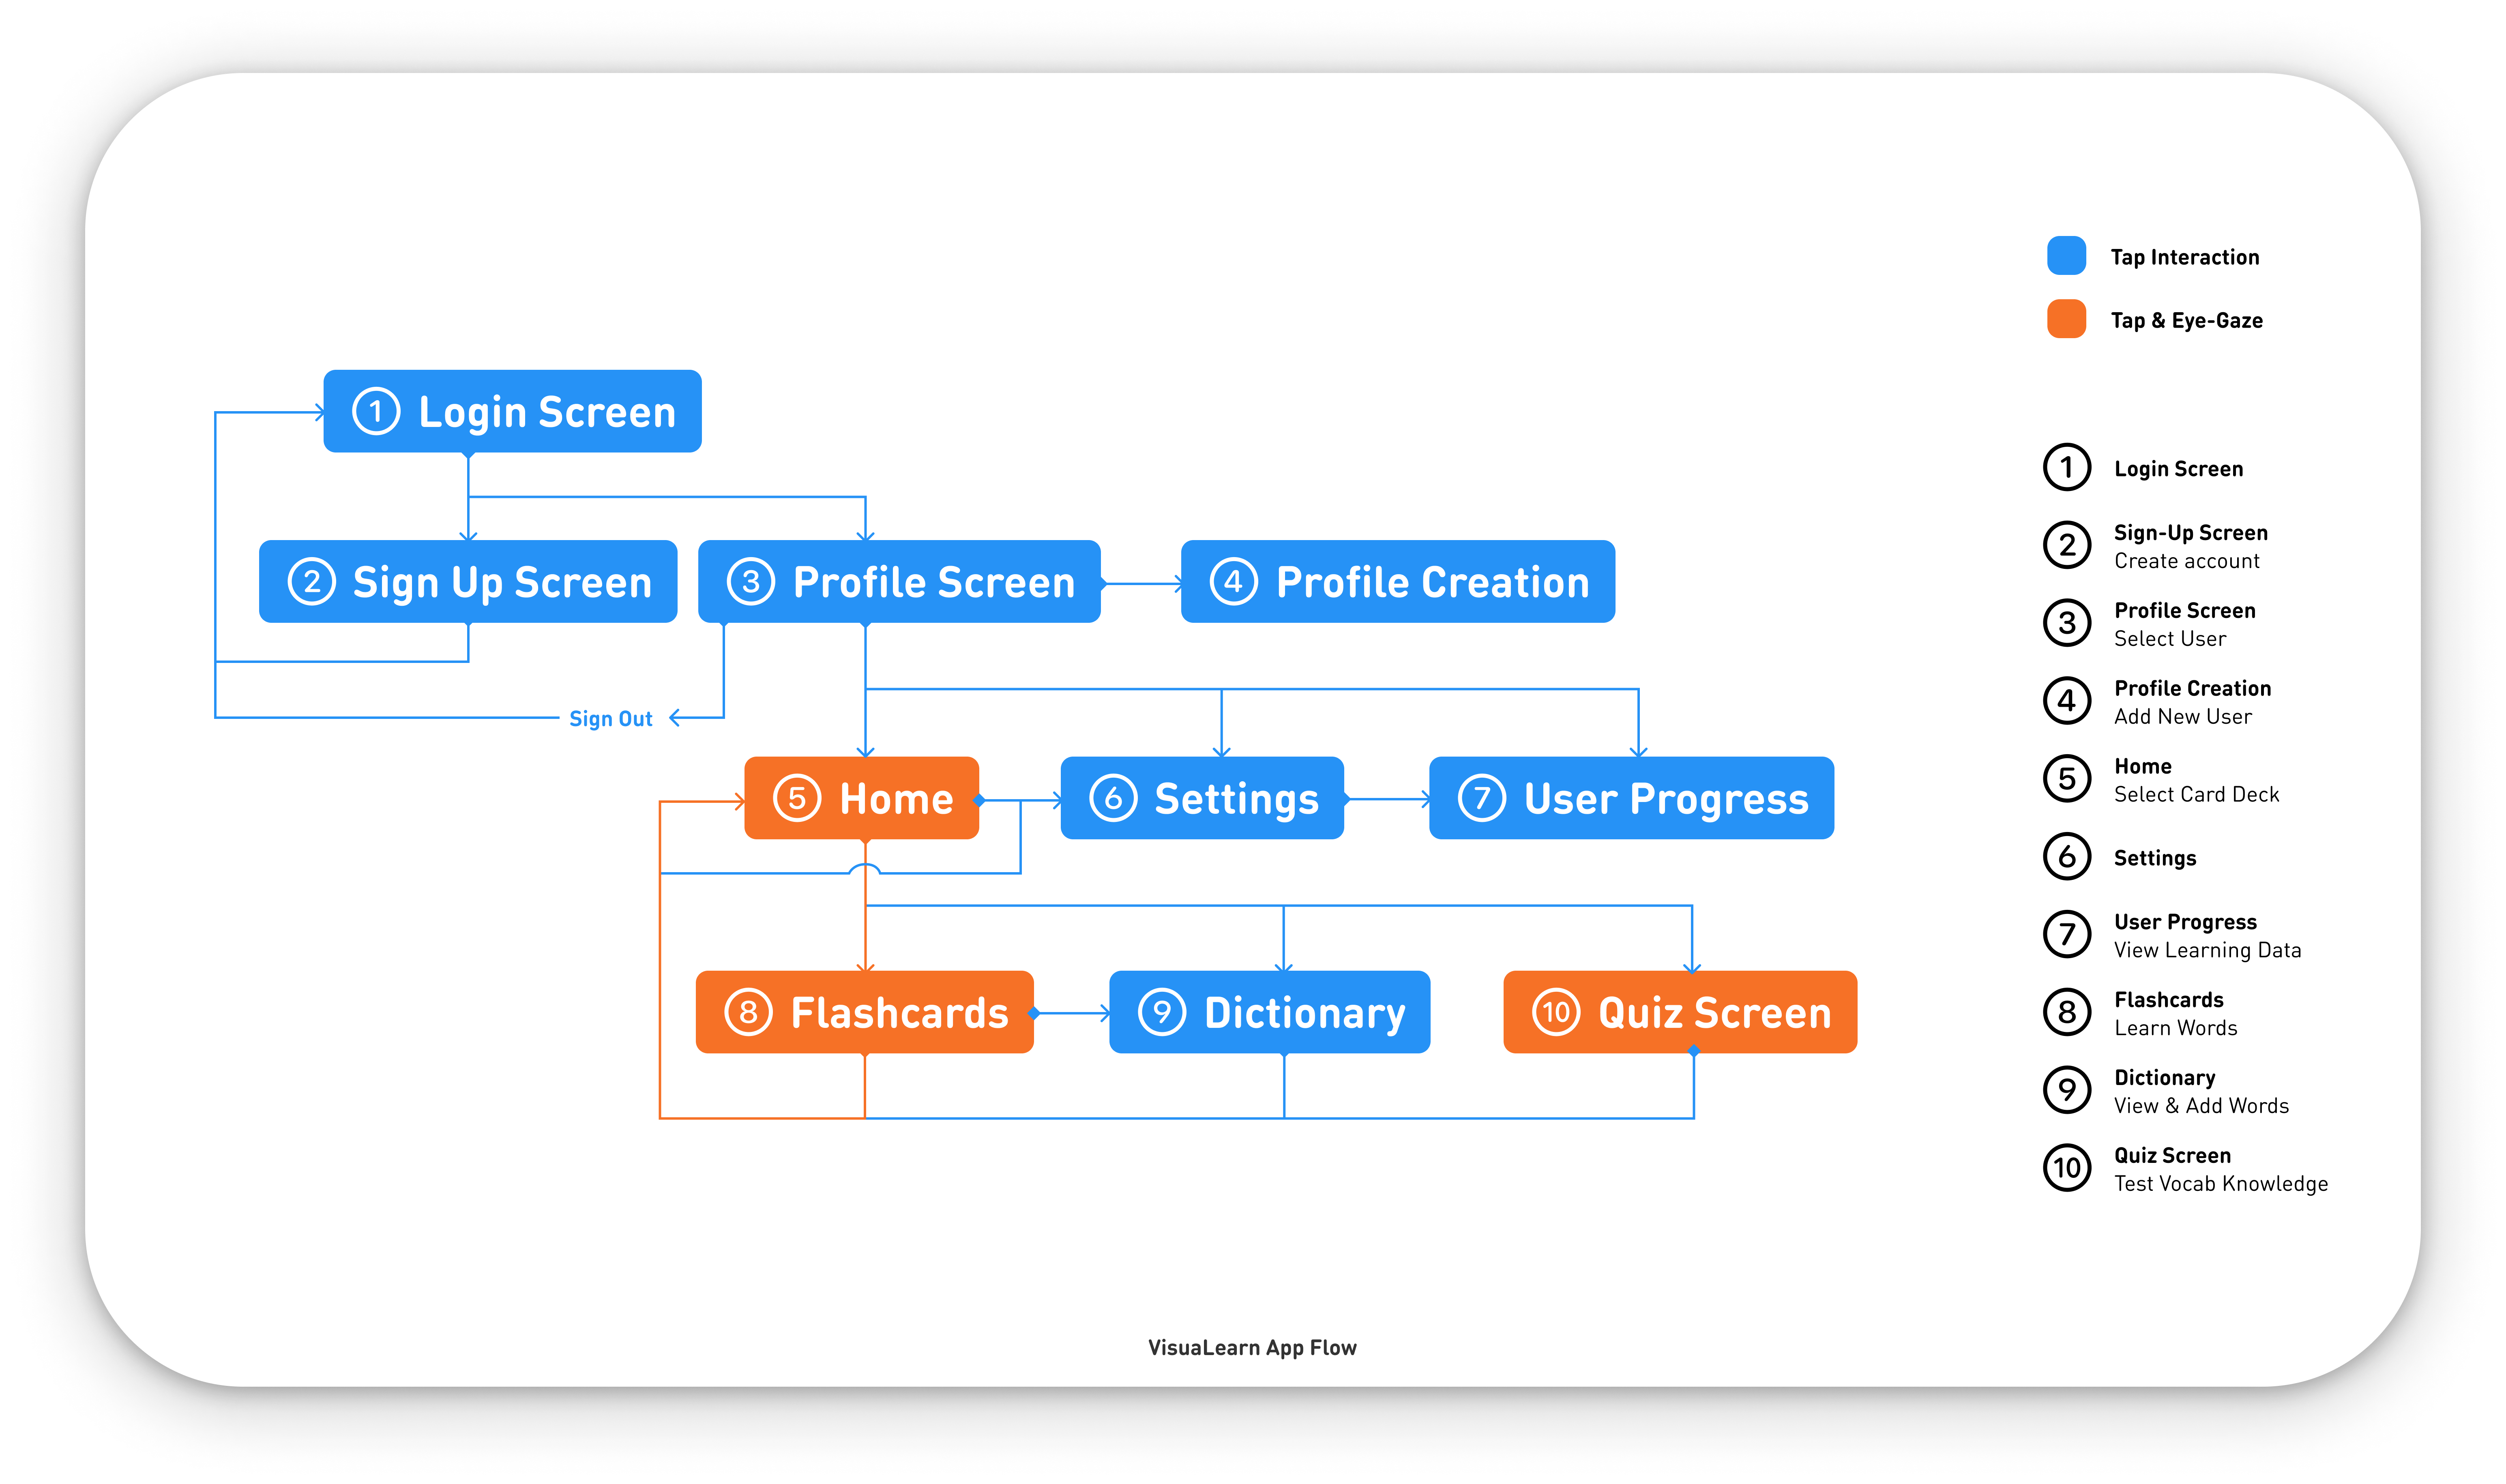 Tap Interaction
Tap & Eye-Gaze
1 Login Screen
2 Sign Up Screen
3 Profile Screen
4 Profile Creation
Sign Out
5 Home
6 Settings
7 User Progress
8 Flashcards
9 Dictionary
10 Quiz Screen
1 Login Screen
2 Sign-Up Screen
Create account
3 Profile Screen
Select User
4 Profile Creation
Add New User
5 Home
Select Card Deck
6 Settings
7 User Progress
View Learning Data
8 Flashcards
Learn Words
9 Dictionary
View & Add Words
10 Quiz Screen
Test Vocab Knowledge
VisuaLearn App Flow